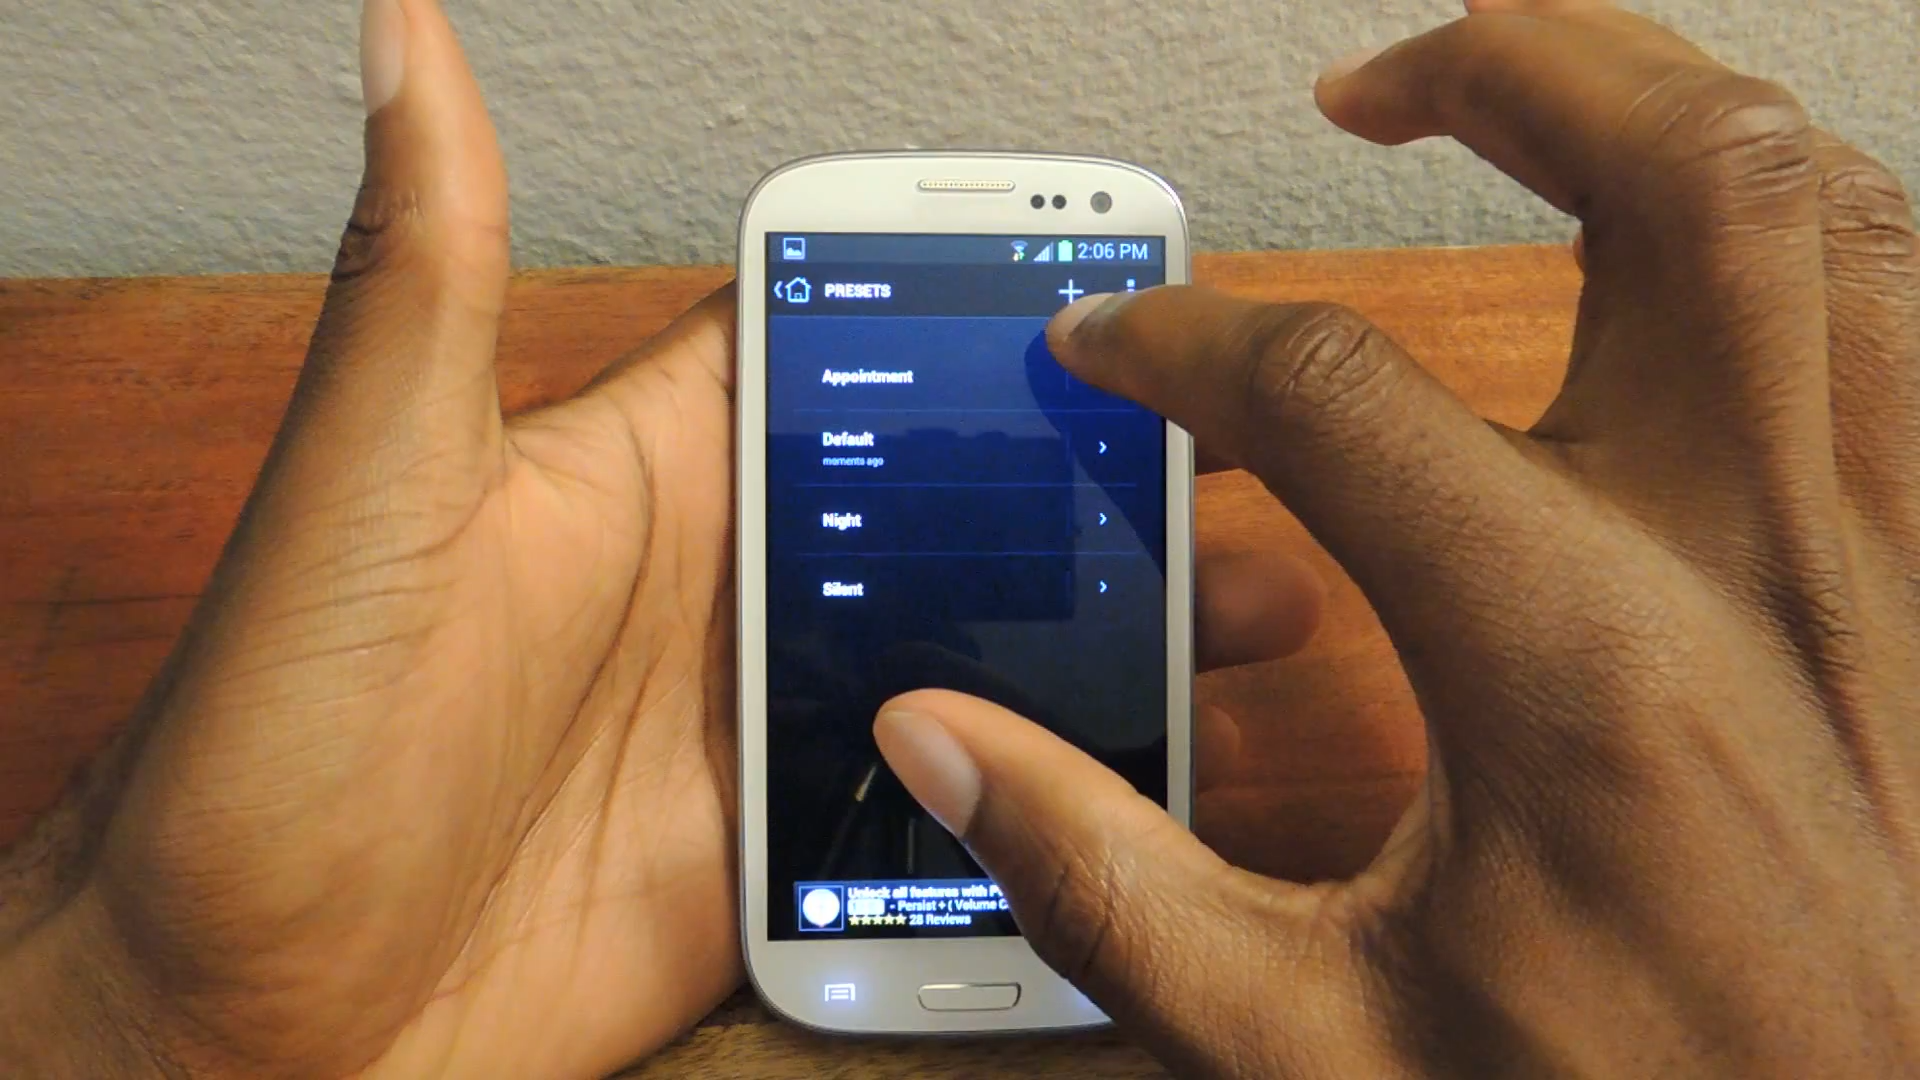 2:06 PM
PRESETS
Appointment
Default
moments ago
Night
Silent
Unlock all features with
- Persist + ( Volume
28 Reviews